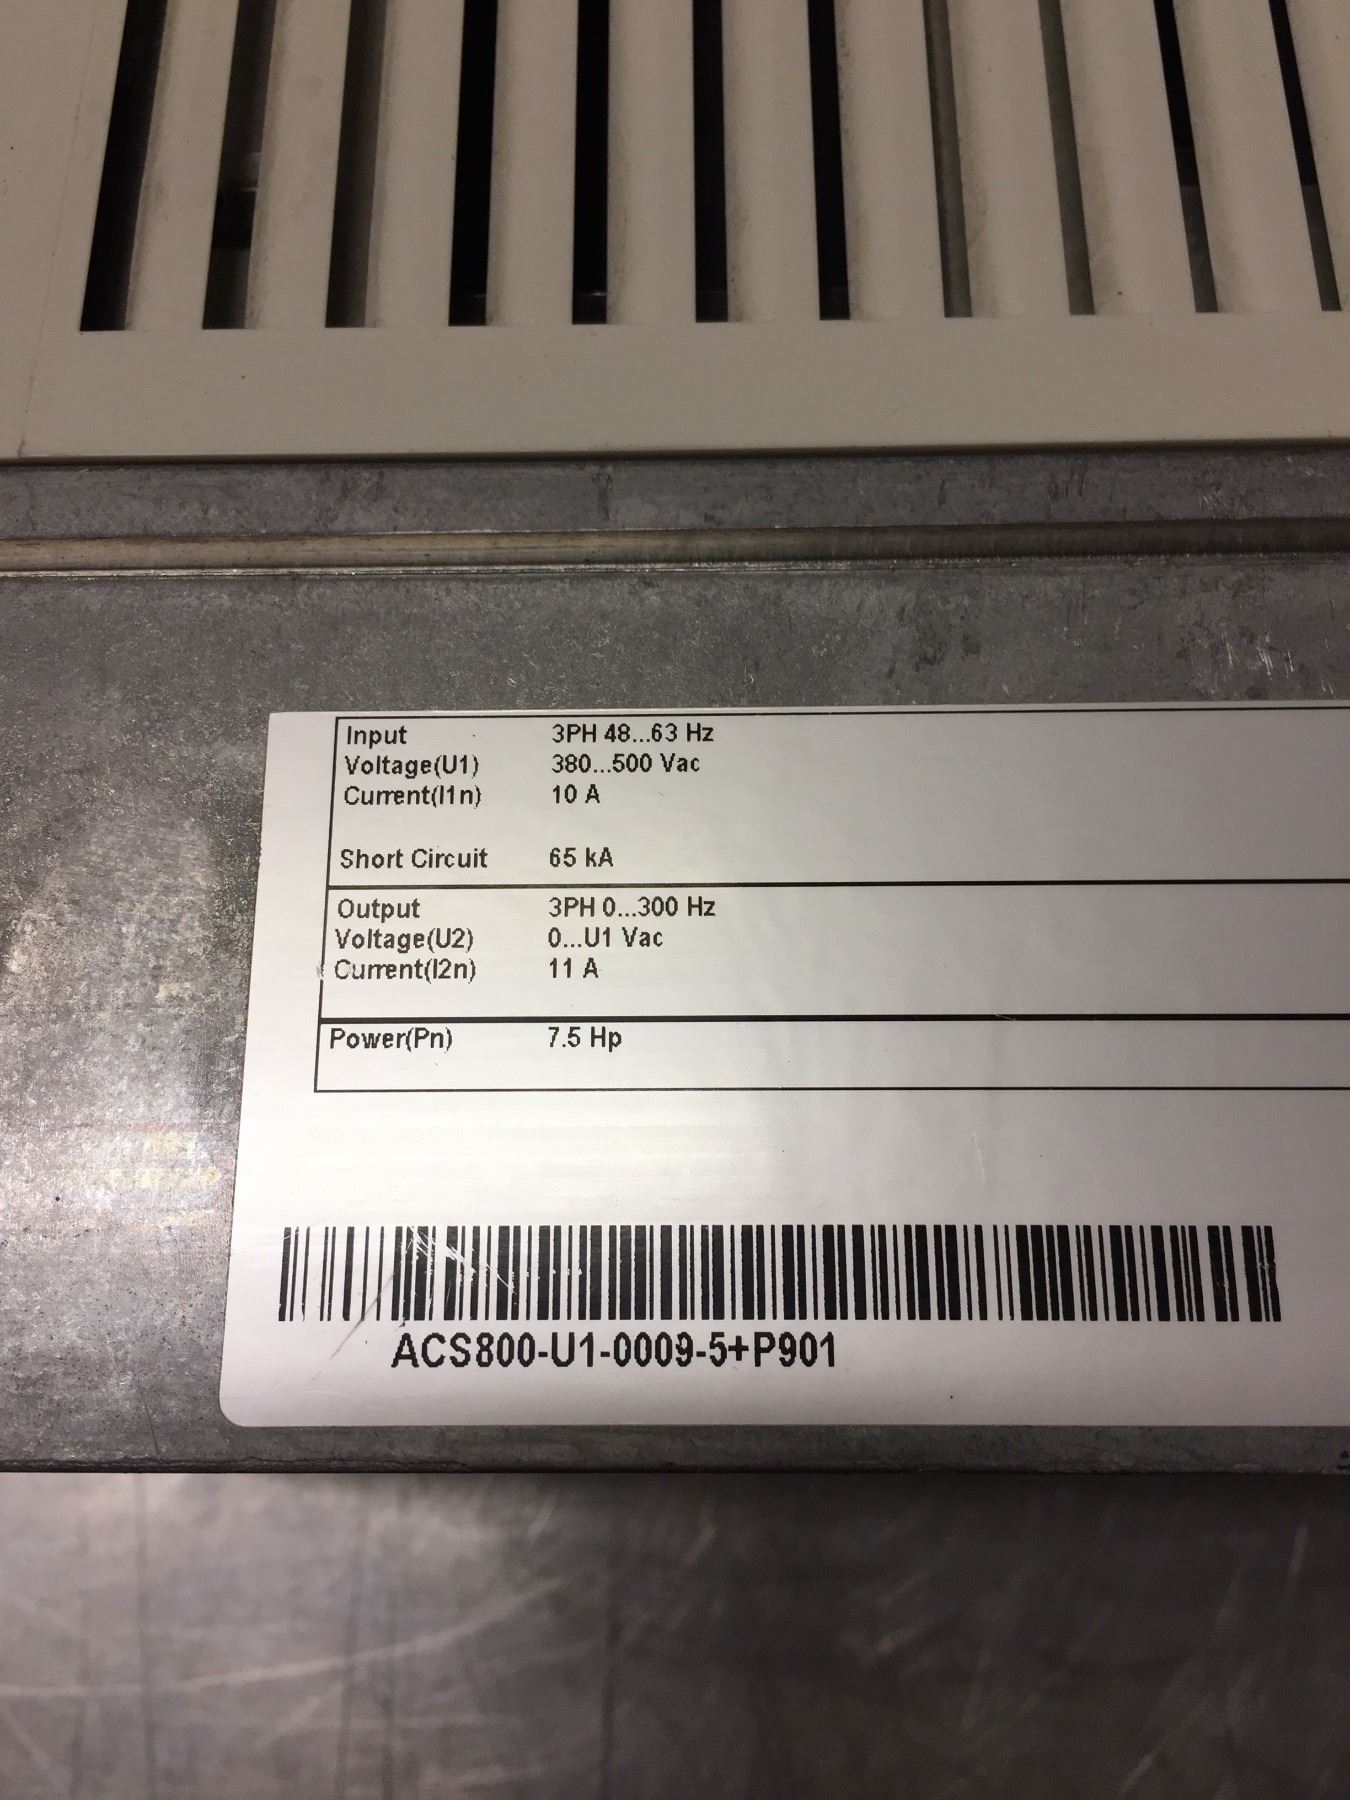 Input 3PH 48...63 Hz
Voltage(U1) 380...500 Vac
Current(I1n) 10 A
Short Circuit 65 kA
Output 3PH 0...300 Hz
Voltage(U2) 0...U1 Vac
Current(I2n) 11 A
Power(Pn) 7.5 Hp
ACS800-U1-0009-5+P901